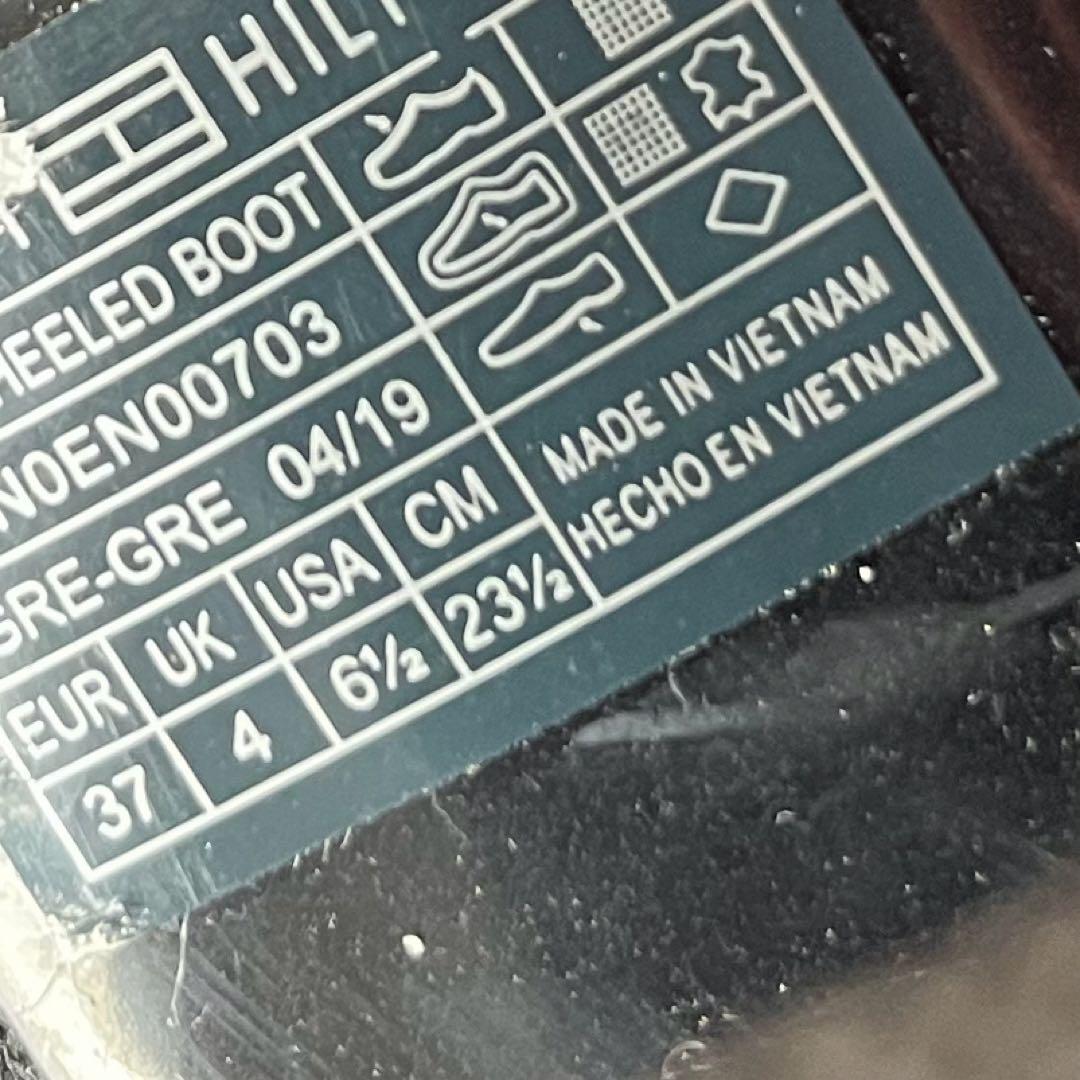 HEELED BOOT
N0EN00703
GRE-GRE 04/19
EUR UK USA CM
37 4 6½ 23½
MADE IN VIETNAM
HECHO EN VIETNAM